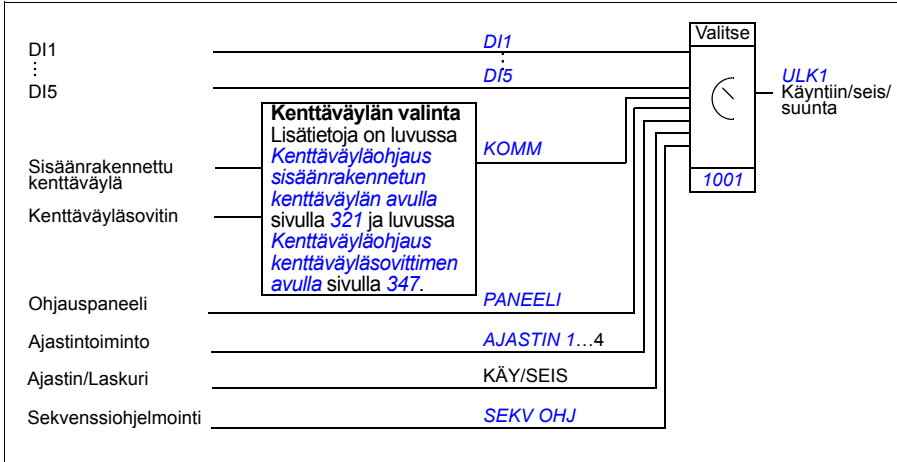 DI1
⋮
DI5
DI1
⋮
DI5
Valitse
1001
ULK1
Käyntiin/seis/
suunta
Sisäänrakennettu
kenttäväylä
Kenttäväyläsovitin
Kenttäväylän valinta
Lisätietoja on luvussa
Kenttäväyläohjaus
sisäänrakennetun
kenttäväylän avulla
sivulla 321 ja luvussa
Kenttäväyläohjaus
kenttäväyläsovittimen
avulla sivulla 347.
KOMM
Ohjauspaneeli
PANEELI
Ajastintoiminto
AJASTIN 1…4
Ajastin/Laskuri
KÄY/SEIS
Sekvenssiohjelmointi
SEKV OHJ